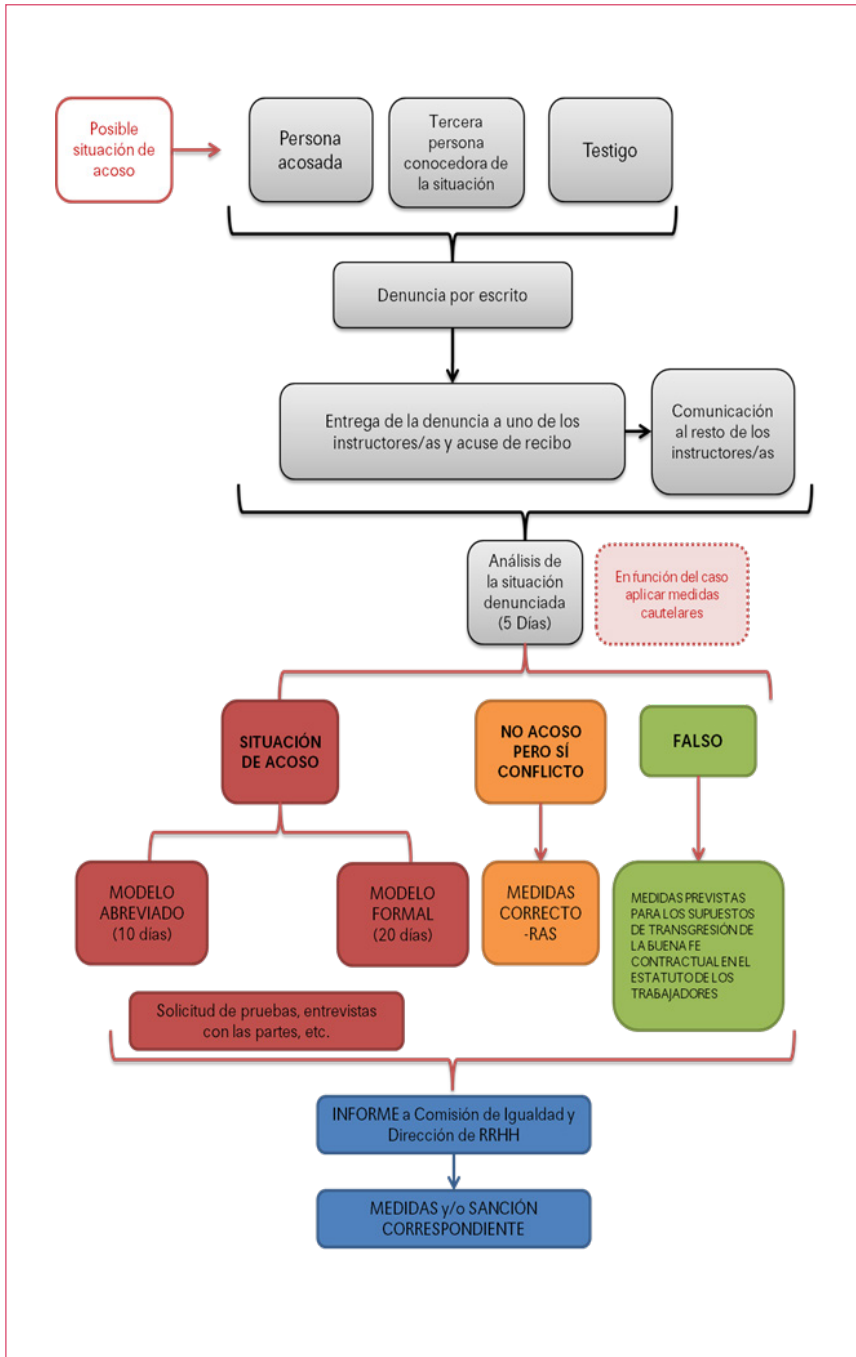 Posible
situación de
acoso
Persona
acosada
Tercera
persona
conocedora de
la situación
Testigo
Denuncia por escrito
Entrega de la denuncia a uno de los
instructores/as y acuse de recibo
Comunicación
al resto de los
instructores/as
Análisis de
la situación
denunciada
(5 Días)
En función del caso
aplicar medidas
cautelares
SITUACIÓN
DE ACOSO
NO ACOSO
PERO SÍ
CONFLICTO
FALSO
MODELO
ABREVIADO
(10 días)
MODELO
FORMAL
(20 días)
MEDIDAS
CORRECTO
-RAS
MEDIDAS PREVISTAS
PARA LOS SUPUESTOS
DE TRANSGRESIÓN DE
LA BUENA FE
CONTRACTUAL EN EL
ESTATUTO DE LOS
TRABAJADORES
Solicitud de pruebas, entrevistas
con las partes, etc.
INFORME a Comisión de Igualdad y
Dirección de RRHH
MEDIDAS y/o SANCIÓN
CORRESPONDIENTE